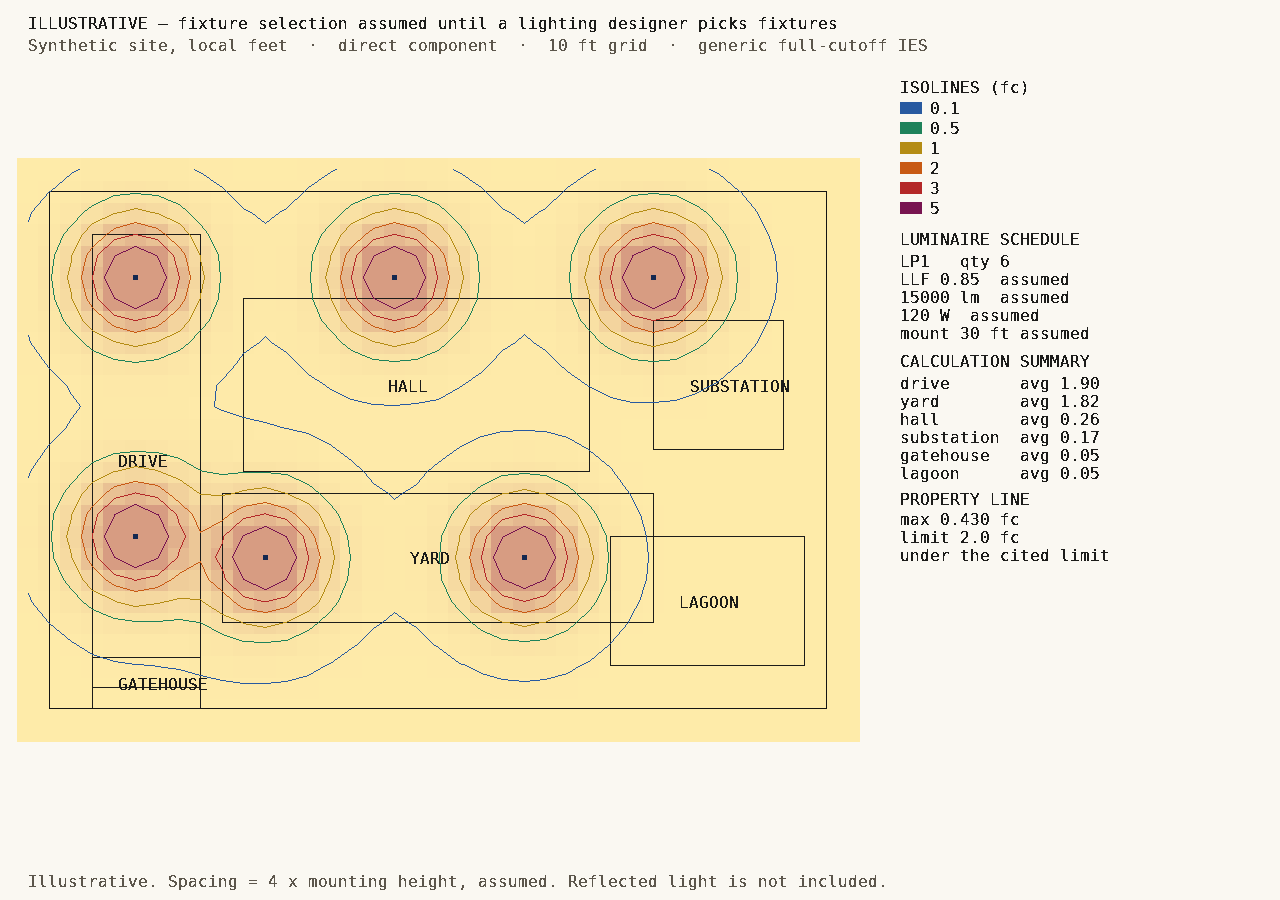 ILLUSTRATIVE — fixture selection assumed until a lighting designer picks fixtures
Synthetic site, local feet · direct component · 10 ft grid · generic full-cutoff IES
ISOLINES (fc)
0.1
0.5
1
2
3
5
LUMINAIRE SCHEDULE
LP1 qty 6
LLF 0.85 assumed
15000 lm assumed
120 W assumed
mount 30 ft assumed
CALCULATION SUMMARY
drive avg 1.90
yard avg 1.82
hall avg 0.26
substation avg 0.17
gatehouse avg 0.05
lagoon avg 0.05
PROPERTY LINE
max 0.430 fc
limit 2.0 fc
under the cited limit
HALL
SUBSTATION
DRIVE
YARD
LAGOON
GATEHOUSE
Illustrative. Spacing = 4 x mounting height, assumed. Reflected light is not included.